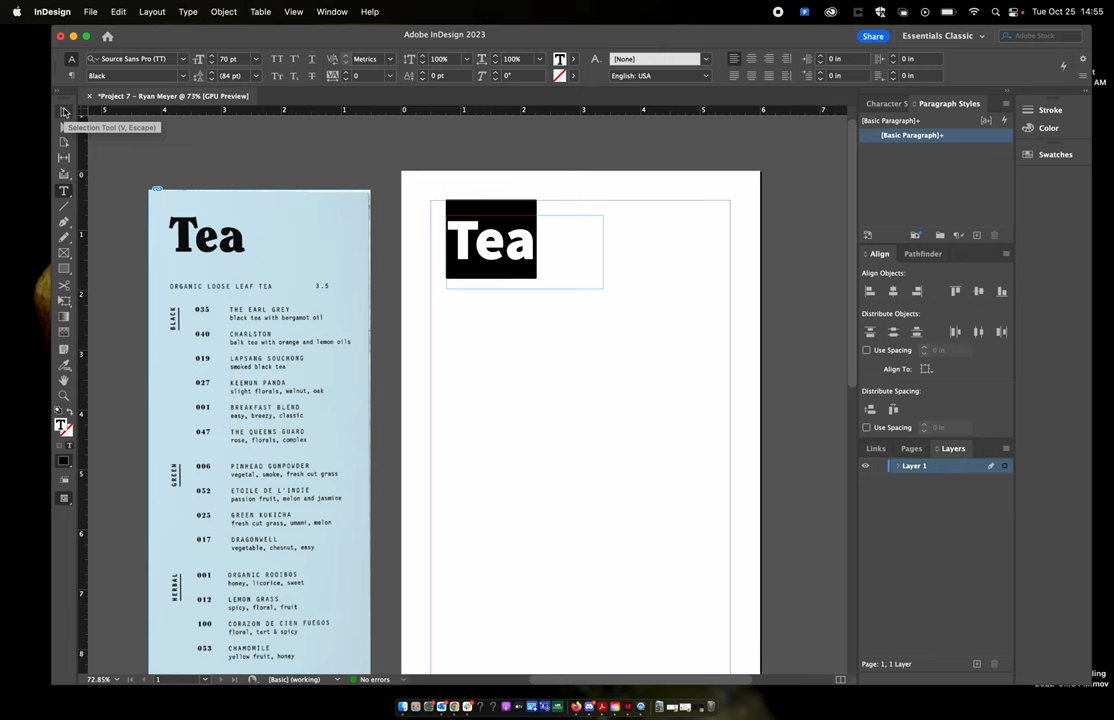 InDesign File Edit Layout Type Object Table View Window Help
Tue Oct 25 14:55
Adobe InDesign 2023
Share
Essentials Classic
Adobe Stock
Source Sans Pro (TT)
70 pt
Metrics
100%
100%
[None]
0 in
0 in
Black
(84 pt)
0
0 pt
0°
English: USA
0 in
0 in
*Project 7 - Ryan Meyer @ 73% [GPU Preview]
Selection Tool (V, Escape)
Tea
ORGANIC LOOSE LEAF TEA 3.5
BLACK
035 THE EARL GREY
black tea with bergamot oil
040 CHARLSTON
balk tea with orange and lemon oils
019 LAPSANG SOUCHONG
smoked black tea
027 KEEMUN PANDA
slight florals, walnut, oak
001 BREAKFAST BLEND
easy, breezy, classic
047 THE QUEENS GUARD
rose, florals, complex
GREEN
006 PINHEAD GUNPOWDER
vegetal, smoke, fresh cut grass
052 ETOILE DE L'INDIE
passion fruit, melon and jasmine
025 GREEN KUKICHA
fresh cut grass, umami, melon
017 DRAGONWELL
vegetable, chesnut, easy
HERBAL
001 ORGANIC ROOIBOS
honey, licorice, sweet
012 LEMON GRASS
spicy, floral, fruit
100 CORAZON DE CIEN FUEGOS
floral, tart & spicy
053 CHAMOMILE
yellow fruit, honey
Tea
Character S
Paragraph Styles
[Basic Paragraph]+
[Basic Paragraph]+
Align
Pathfinder
Align Objects:
Distribute Objects:
Use Spacing
0 in
Align To:
Distribute Spacing:
Use Spacing
0 in
Links Pages Layers
Layer 1
Page: 1, 1 Layer
Stroke
Color
Swatches
72.85%
1
[Basic] (working)
No errors